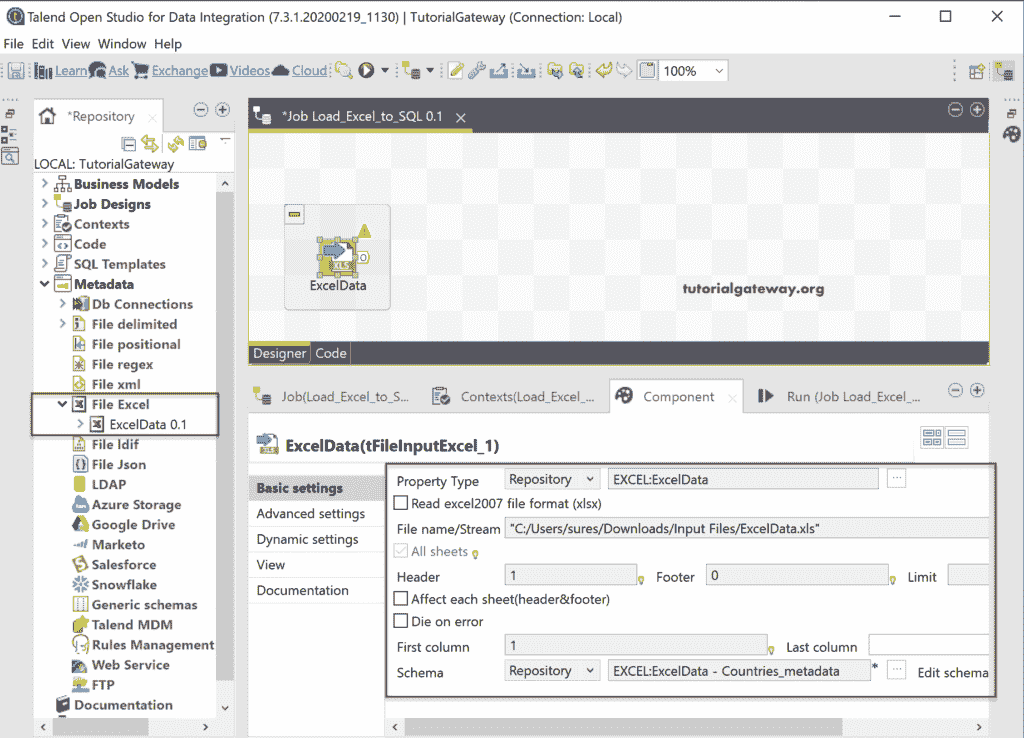 Talend Open Studio for Data Integration (7.3.1.20200219_1130) | TutorialGateway (Connection: Local)
File Edit View Window Help
Learn Ask Exchange Videos Cloud 100%
*Repository
LOCAL: TutorialGateway
Business Models
Job Designs
Contexts
Code
SQL Templates
Metadata
Db Connections
File delimited
File positional
File regex
File xml
File Excel
ExcelData 0.1
File ldif
File Json
LDAP
Azure Storage
Google Drive
Marketo
Salesforce
Snowflake
Generic schemas
Talend MDM
Rules Management
Web Service
FTP
Documentation
*Job Load_Excel_to_SQL 0.1
ExcelData
tutorialgateway.org
Designer Code
Job(Load_Excel_to_S... Contexts(Load_Excel_... Component Run (Job Load_Excel_...
ExcelData(tFileInputExcel_1)
Basic settings
Advanced settings
Dynamic settings
View
Documentation
Property Type Repository EXCEL:ExcelData ...
Read excel2007 file format (xlsx)
File name/Stream "C:/Users/sures/Downloads/Input Files/ExcelData.xls"
All sheets
Header 1 Footer 0 Limit
Affect each sheet(header&footer)
Die on error
First column 1 Last column
Schema Repository EXCEL:ExcelData - Countries_metadata * ... Edit schema